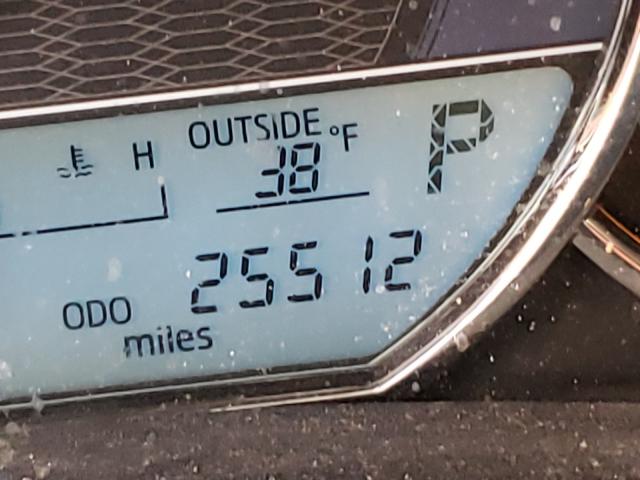 H OUTSIDE °F P
38
25512
ODO
miles